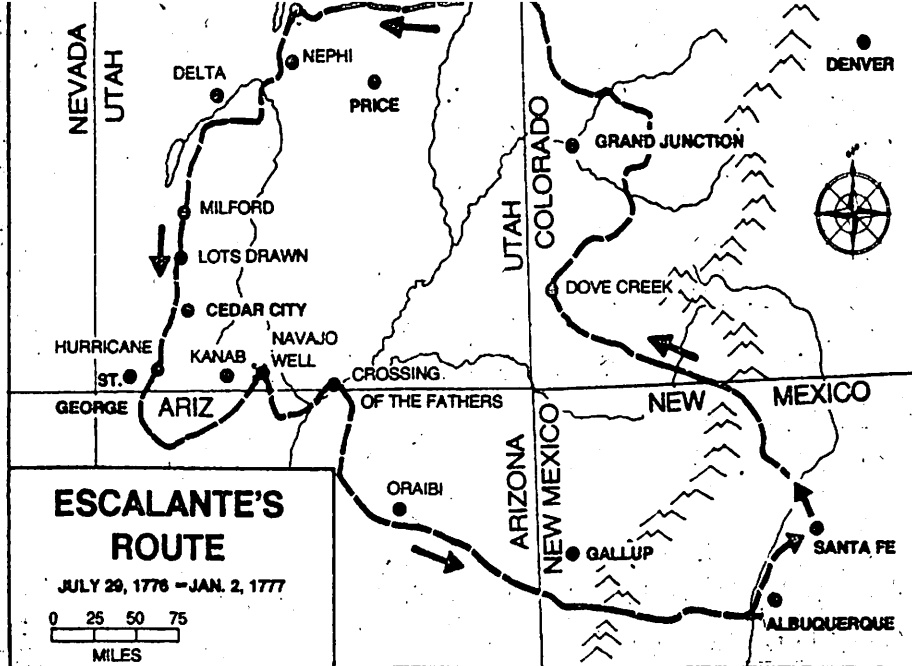 NEVADA
UTAH
DELTA
NEPHI
PRICE
DENVER
UTAH
COLORADO
GRAND JUNCTION
MILFORD
LOTS DRAWN
DOVE CREEK
CEDAR CITY
HURRICANE
KANAB
NAVAJO
WELL
ST.
GEORGE
ARIZ
CROSSING
OF THE FATHERS
NEW MEXICO
ARIZONA
NEW MEXICO
ORAIBI
GALLUP
SANTA FE
ALBUQUERQUE
ESCALANTE'S
ROUTE
JULY 29, 1776 – JAN. 2, 1777
0 25 50 75
MILES